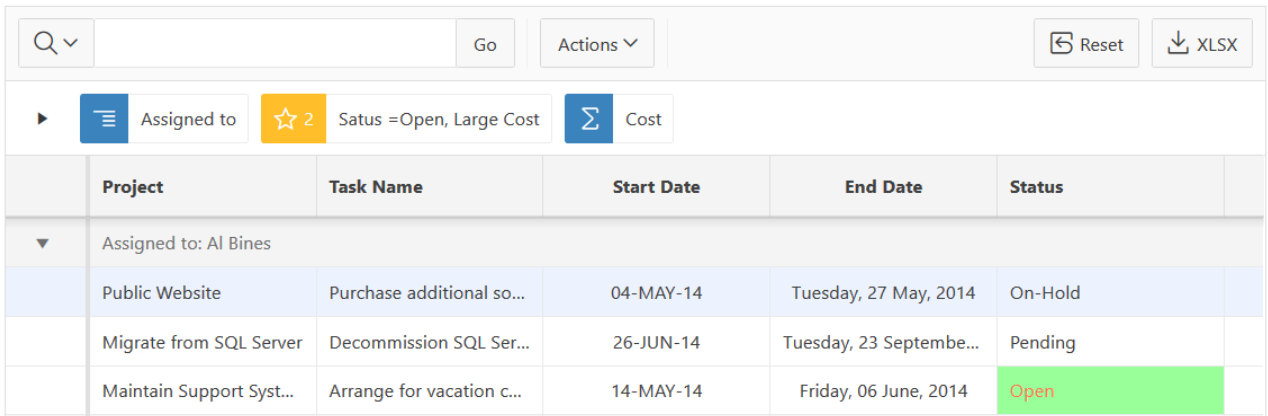 Go Actions Reset XLSX
Assigned to 2 Satus =Open, Large Cost Cost
Project Task Name Start Date End Date Status
Assigned to: Al Bines
Public Website Purchase additional so... 04-MAY-14 Tuesday, 27 May, 2014 On-Hold
Migrate from SQL Server Decommission SQL Ser... 26-JUN-14 Tuesday, 23 Septembe... Pending
Maintain Support Syst... Arrange for vacation c... 14-MAY-14 Friday, 06 June, 2014 Open